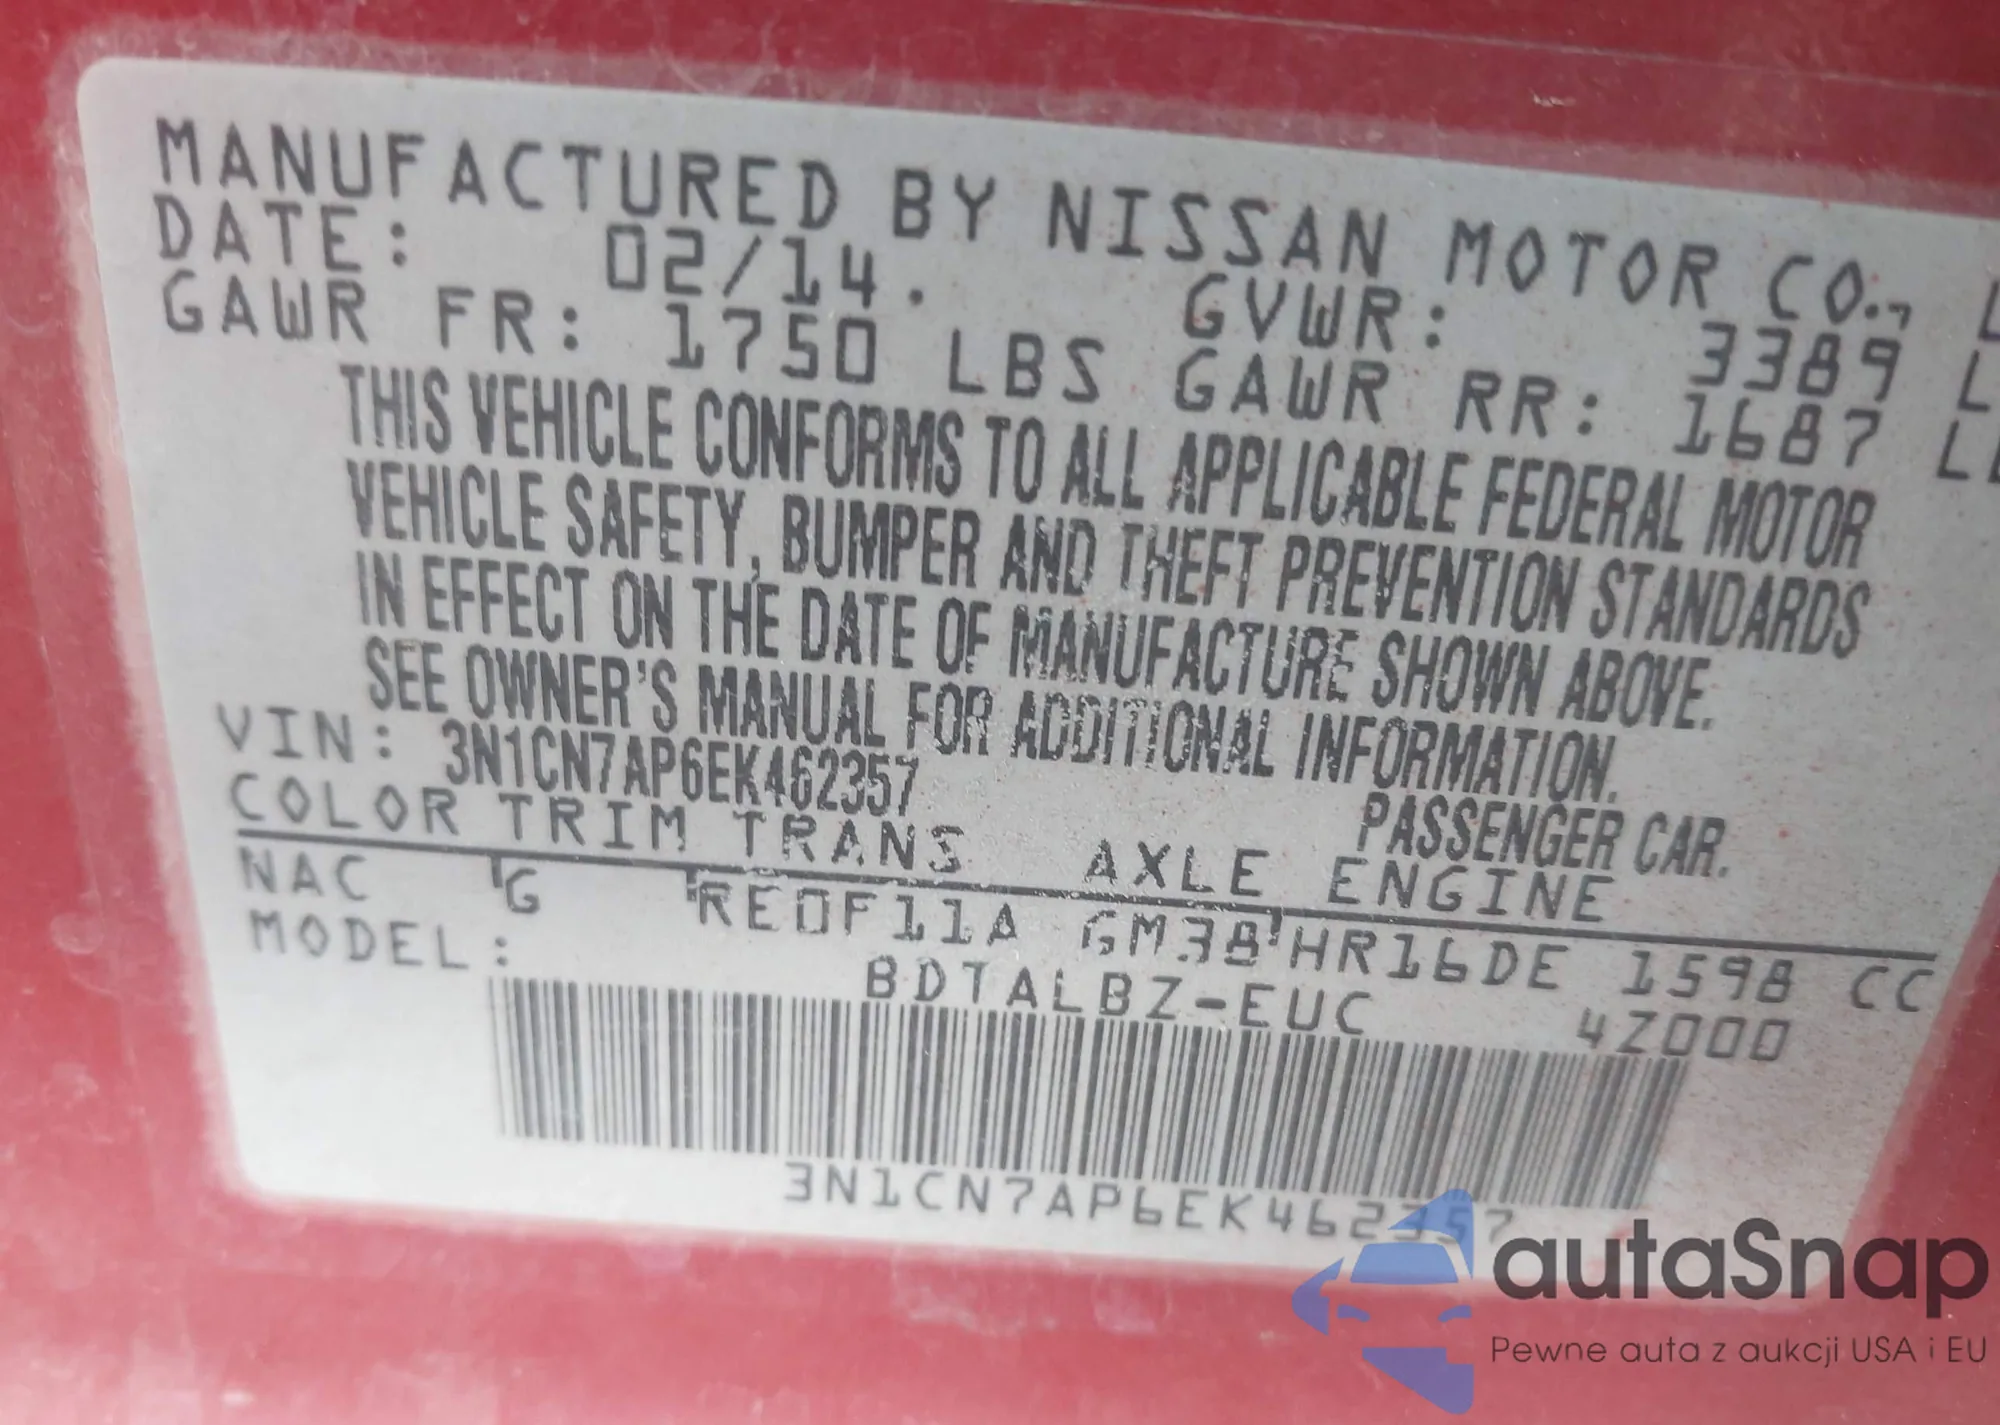 MANUFACTURED BY NISSAN MOTOR CO.,
DATE: 02/14. GVWR: 3389
GAWR FR: 1750 LBS GAWR RR: 1687
THIS VEHICLE CONFORMS TO ALL APPLICABLE FEDERAL MOTOR
VEHICLE SAFETY, BUMPER AND THEFT PREVENTION STANDARDS
IN EFFECT ON THE DATE OF MANUFACTURE SHOWN ABOVE.
SEE OWNER'S MANUAL FOR ADDITIONAL INFORMATION.
VIN: 3N1CN7AP6EK462357 PASSENGER CAR.
COLOR TRIM TRANS AXLE ENGINE
NAC G RE0F11A GM38 HR16DE 1598 CC
MODEL: BDTALBZ-EUC 4Z000
3N1CN7AP6EK462357
autaSnap
Pewne auta z aukcji USA i EU